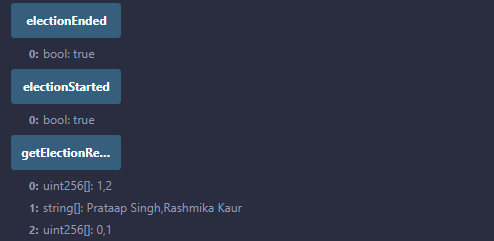 electionEnded
0: bool: true
electionStarted
0: bool: true
getElectionRe...
0: uint256[]: 1,2
1: string[]: Prataap Singh,Rashmika Kaur
2: uint256[]: 0,1